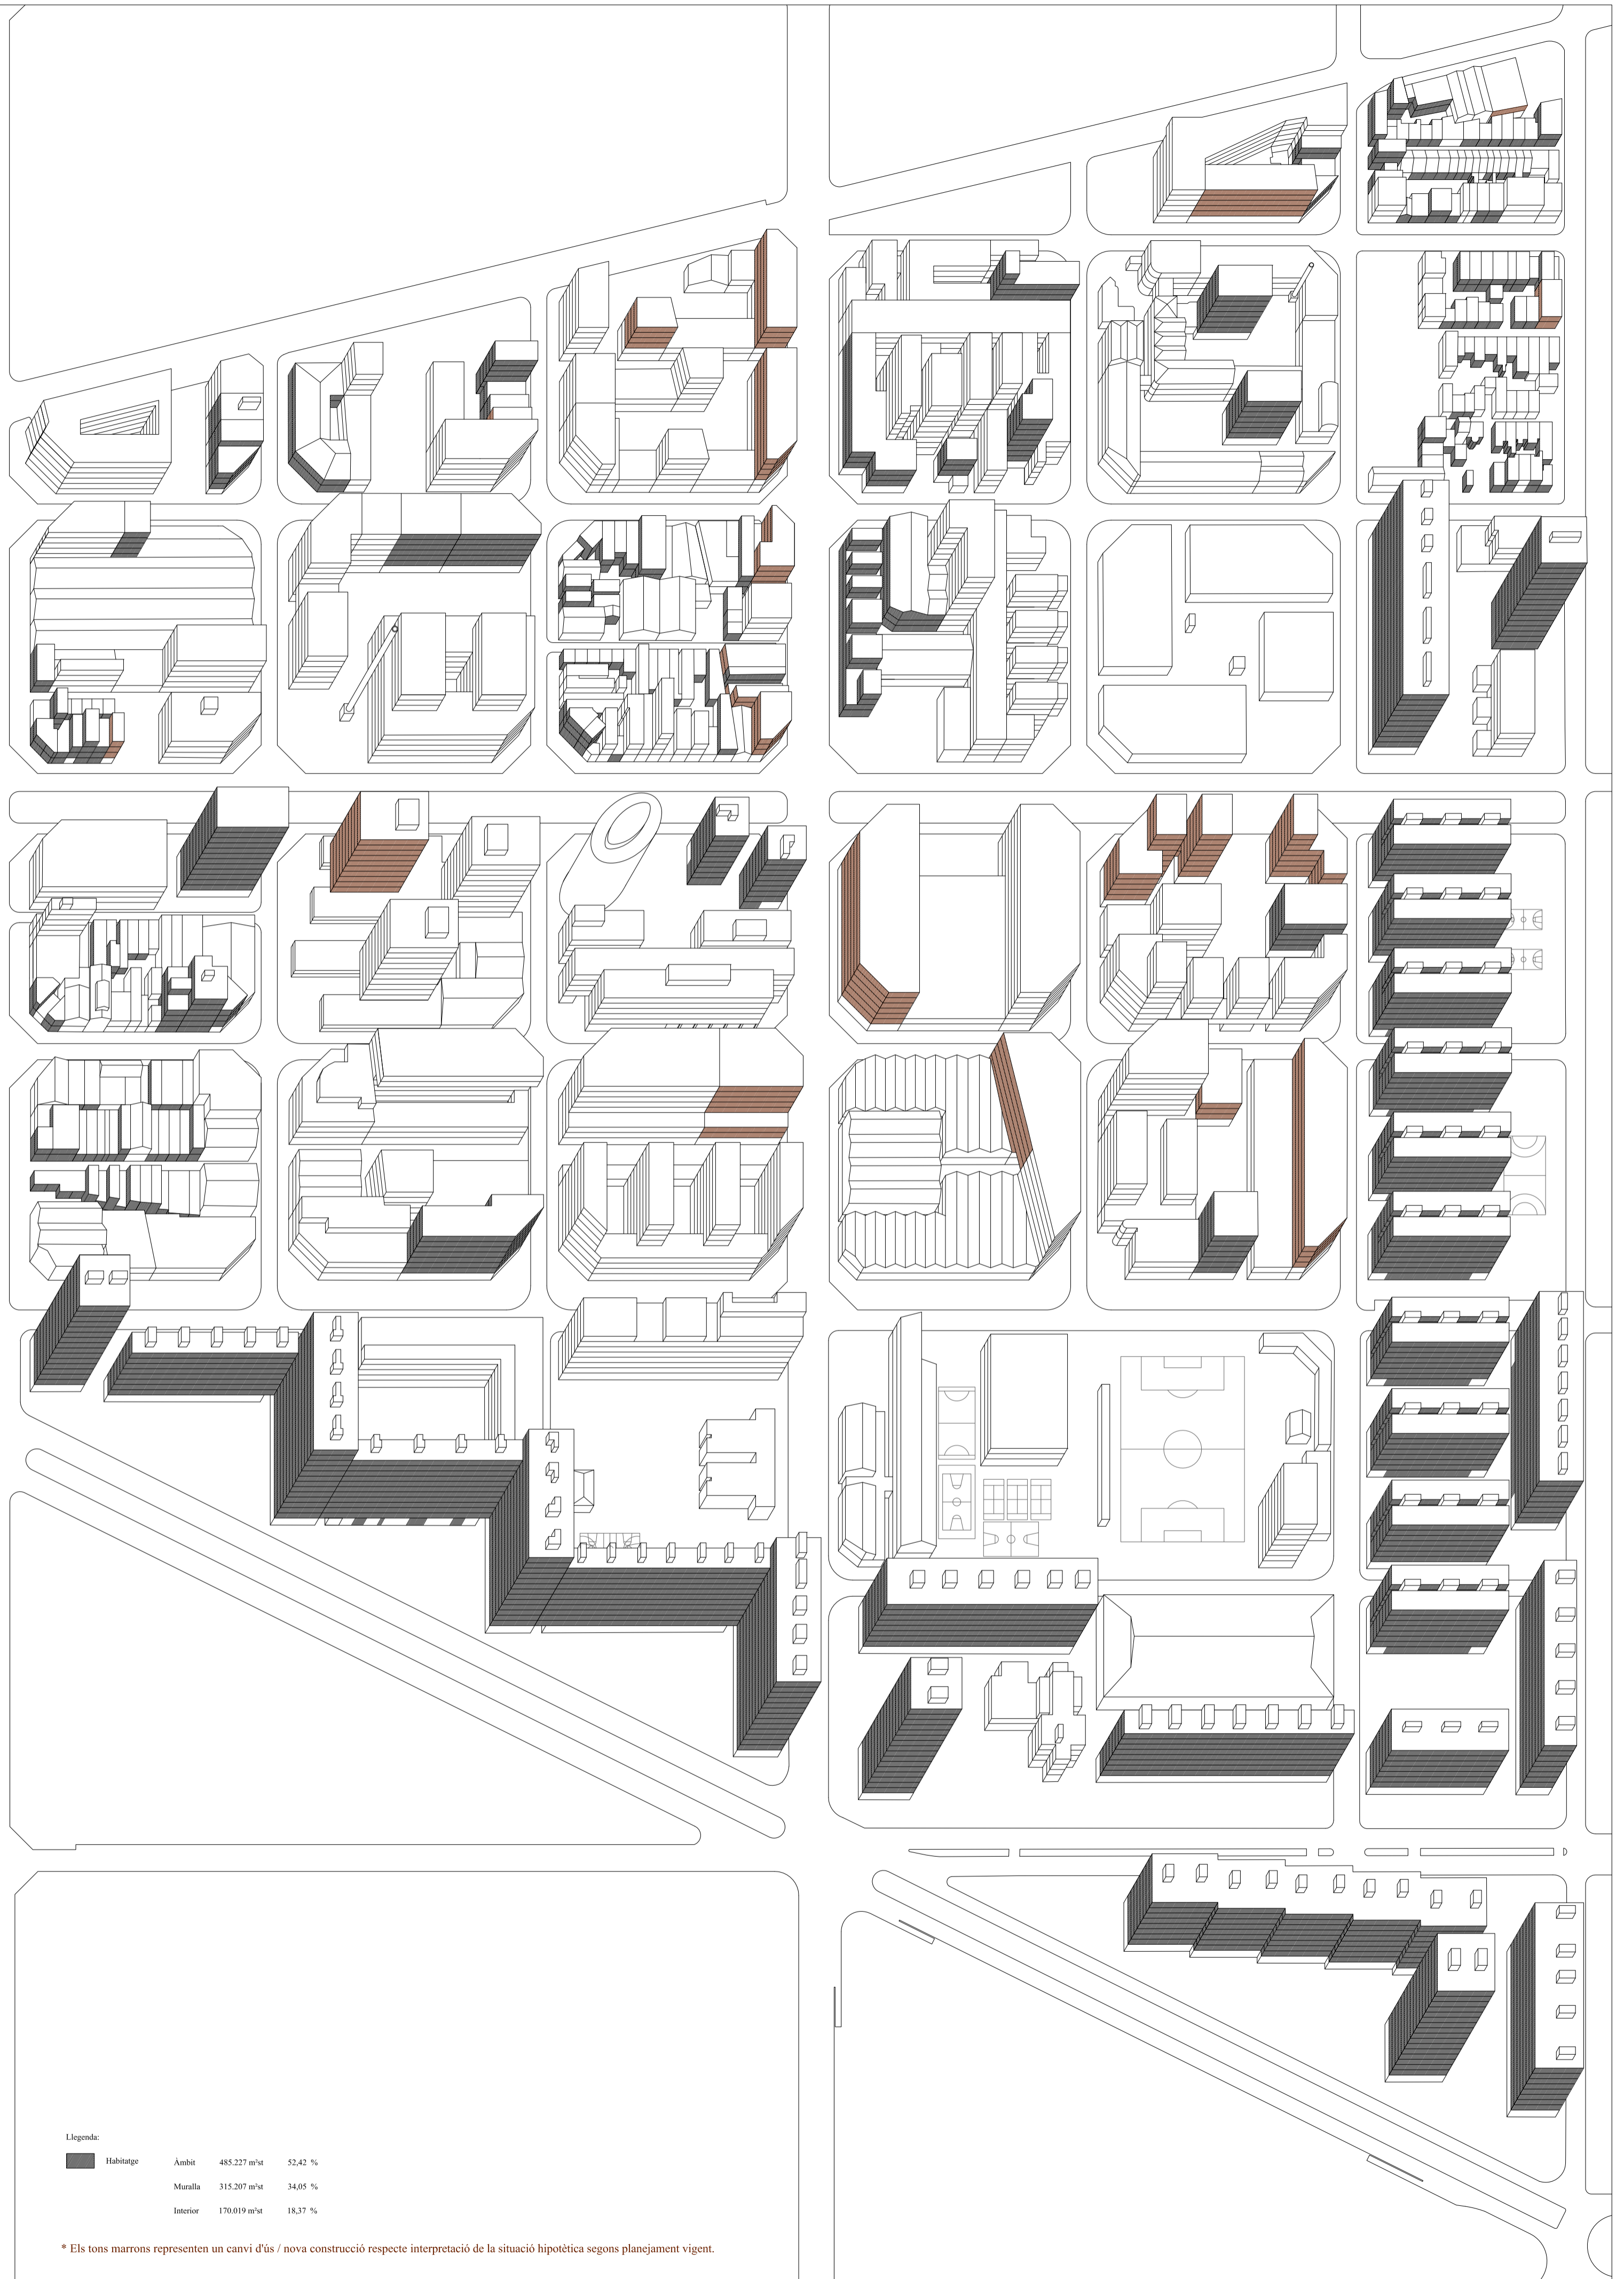 Llegenda:
Habitatge Àmbit 485.227 m²st 52,42 %
Muralla 315.207 m²st 34,05 %
Interior 170.019 m²st 18,37 %
* Els tons marrons representen un canvi d'ús / nova construcció respecte interpretació de la situació hipotètica segons planejament vigent.